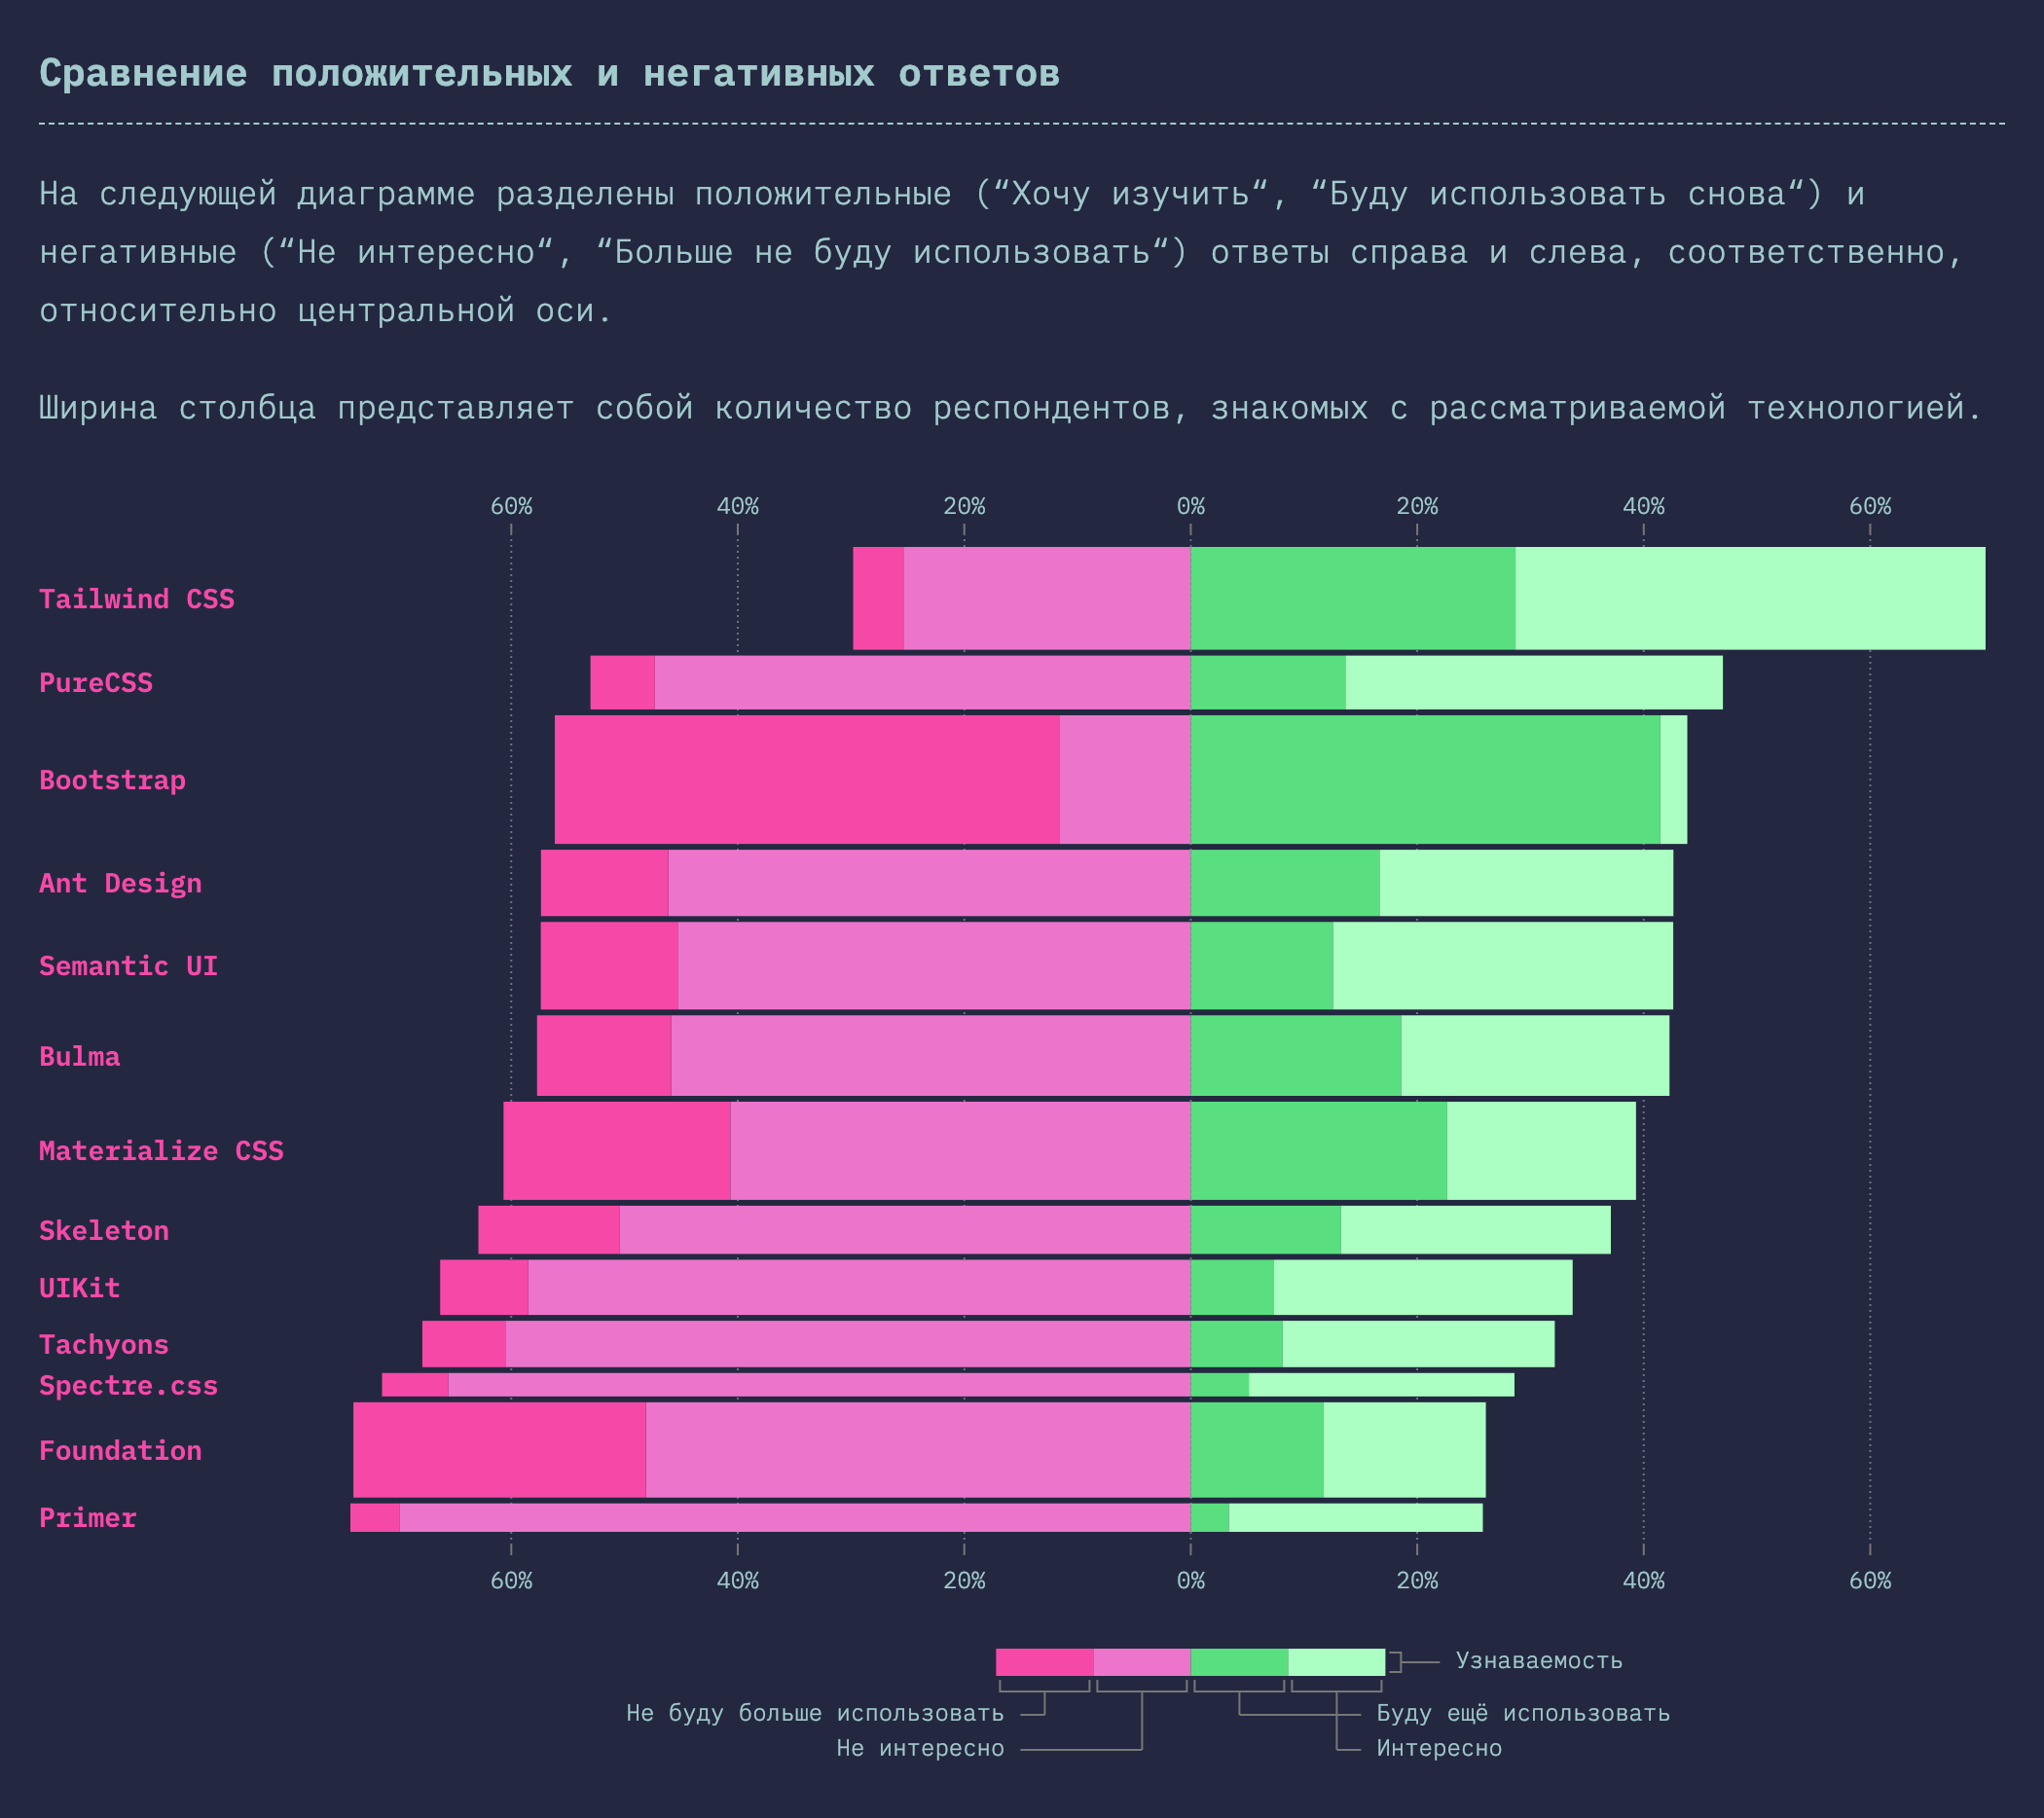 Сравнение положительных и негативных ответов
На следующей диаграмме разделены положительные (“Хочу изучить“, “Буду использовать снова“) и
негативные (“Не интересно“, “Больше не буду использовать“) ответы справа и слева, соответственно,
относительно центральной оси.
Ширина столбца представляет собой количество респондентов, знакомых с рассматриваемой технологией.
60% 40% 20% 0% 20% 40% 60%
Tailwind CSS
PureCSS
Bootstrap
Ant Design
Semantic UI
Bulma
Materialize CSS
Skeleton
UIKit
Tachyons
Spectre.css
Foundation
Primer
60% 40% 20% 0% 20% 40% 60%
Узнаваемость
Не буду больше использовать Буду ещё использовать
Не интересно Интересно